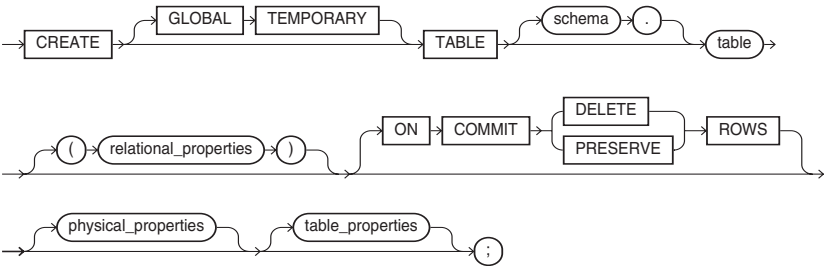 CREATE GLOBAL TEMPORARY TABLE schema . table
( relational_properties ) ON COMMIT DELETE PRESERVE ROWS
physical_properties table_properties ;